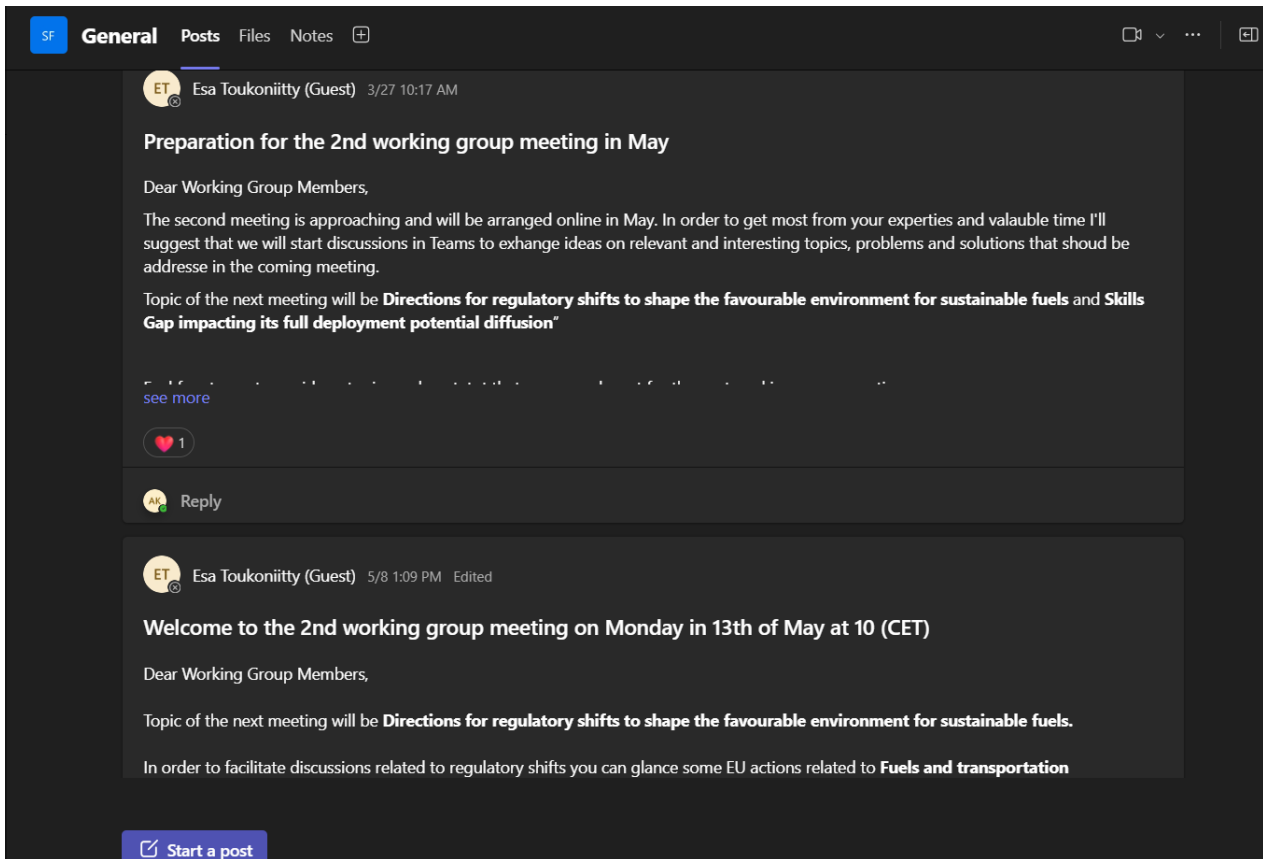 SF General Posts Files Notes
ET Esa Toukoniitty (Guest) 3/27 10:17 AM
Preparation for the 2nd working group meeting in May
Dear Working Group Members,
The second meeting is approaching and will be arranged online in May. In order to get most from your experties and valauble time I'll
suggest that we will start discussions in Teams to exhange ideas on relevant and interesting topics, problems and solutions that shoud be
addresse in the coming meeting.
Topic of the next meeting will be Directions for regulatory shifts to shape the favourable environment for sustainable fuels and Skills
Gap impacting its full deployment potential diffusion“
see more
1
AK Reply
ET Esa Toukoniitty (Guest) 5/8 1:09 PM Edited
Welcome to the 2nd working group meeting on Monday in 13th of May at 10 (CET)
Dear Working Group Members,
Topic of the next meeting will be Directions for regulatory shifts to shape the favourable environment for sustainable fuels.
In order to facilitate discussions related to regulatory shifts you can glance some EU actions related to Fuels and transportation
Start a post